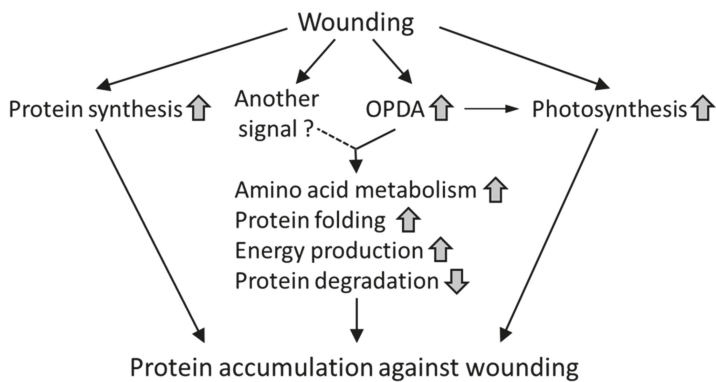 Wounding
Protein synthesis
Another
signal ?
OPDA
Photosynthesis
Amino acid metabolism
Protein folding
Energy production
Protein degradation
Protein accumulation against wounding